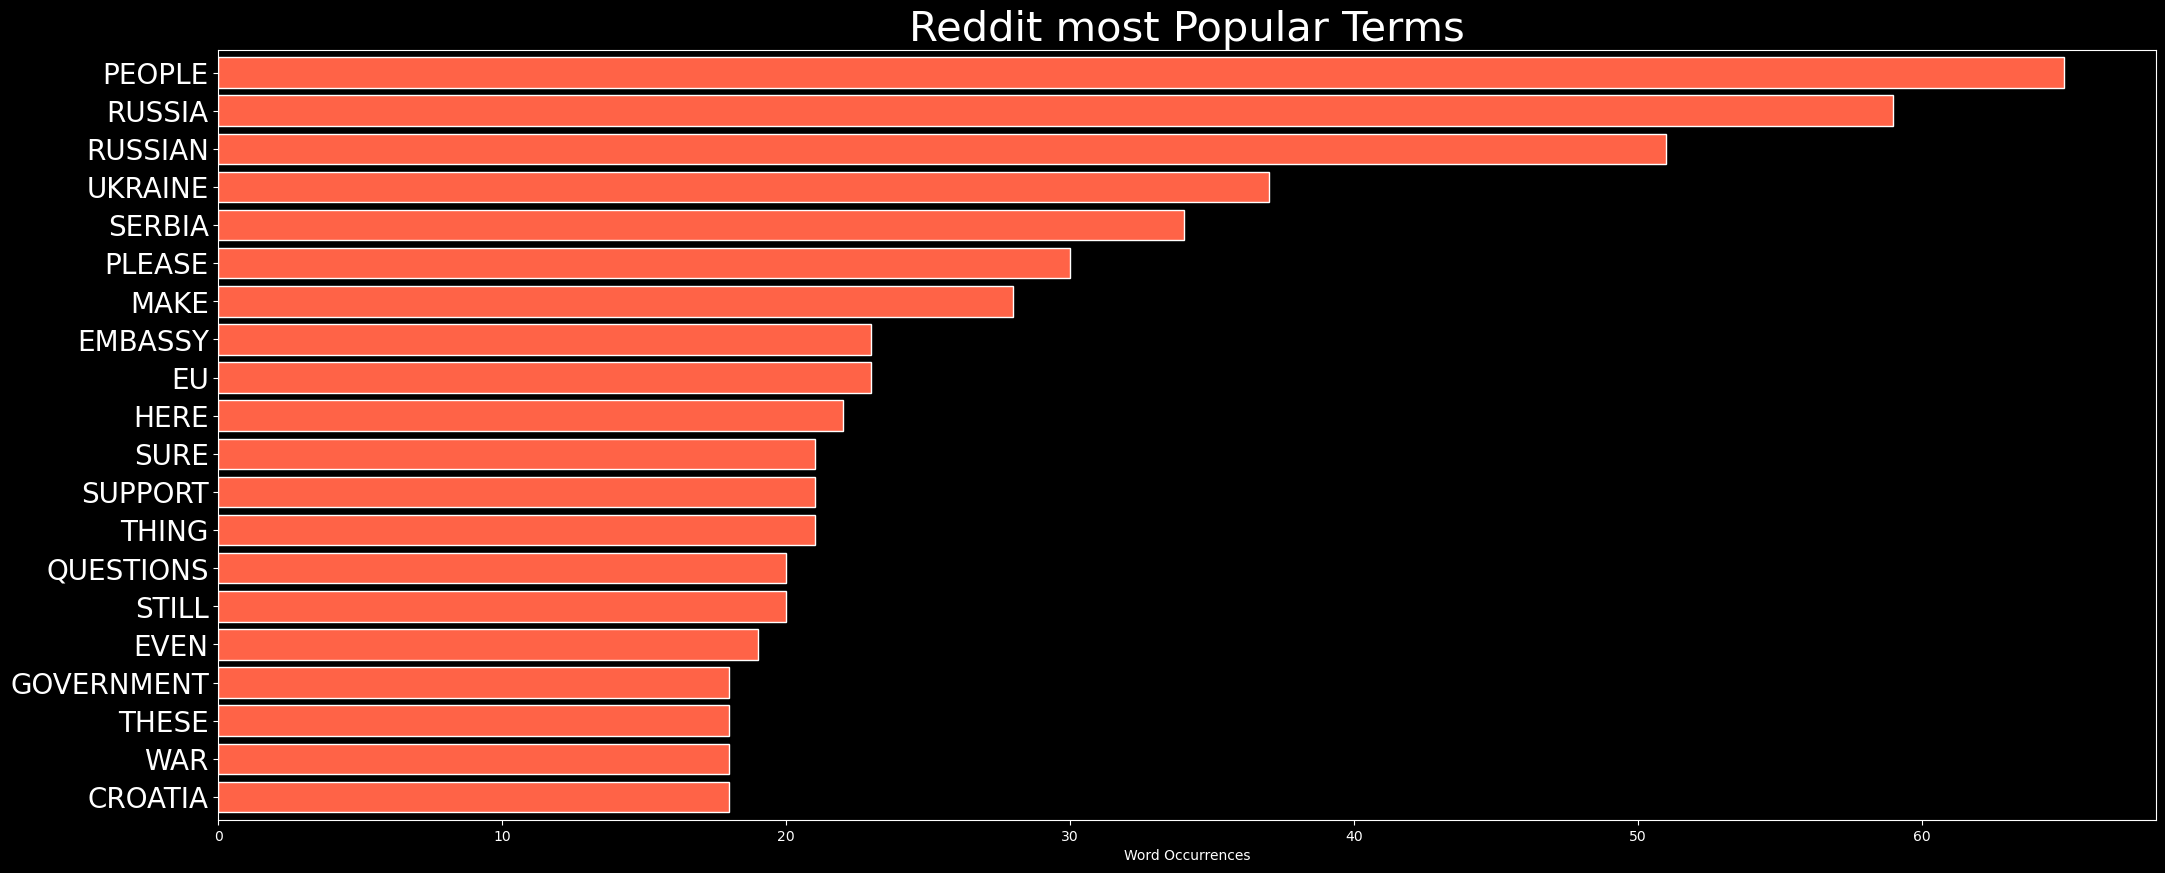 Reddit most Popular Terms
PEOPLE
RUSSIA
RUSSIAN
UKRAINE
SERBIA
PLEASE
MAKE
EMBASSY
EU
HERE
SURE
SUPPORT
THING
QUESTIONS
STILL
EVEN
GOVERNMENT
THESE
WAR
CROATIA
0 10 20 30 40 50 60
Word Occurrences